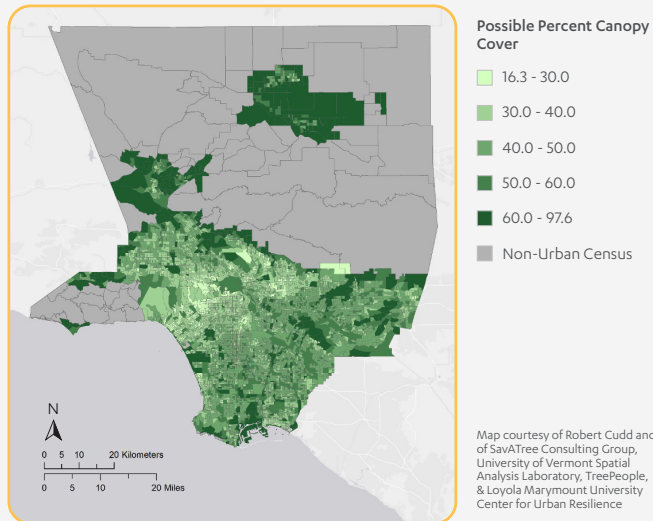 Possible Percent Canopy
Cover
16.3 - 30.0
30.0 - 40.0
40.0 - 50.0
50.0 - 60.0
60.0 - 97.6
Non-Urban Census
N
0 5 10 20 Kilometers
0 5 10 20 Miles
Map courtesy of Robert Cudd and
of SavATree Consulting Group,
University of Vermont Spatial
Analysis Laboratory, TreePeople,
& Loyola Marymount University
Center for Urban Resilience